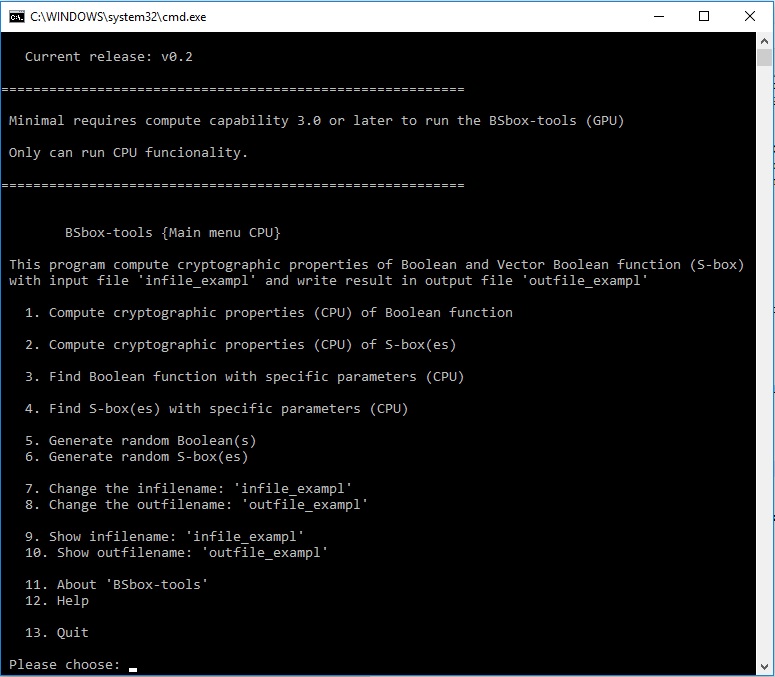 C:\WINDOWS\system32\cmd.exe
Current release: v0.2
==========================================================
Minimal requires compute capability 3.0 or later to run the BSbox-tools (GPU)
Only can run CPU funcionality.
==========================================================
BSbox-tools {Main menu CPU}
This program compute cryptographic properties of Boolean and Vector Boolean function (S-box)
with input file 'infile_exampl' and write result in output file 'outfile_exampl'
1. Compute cryptographic properties (CPU) of Boolean function
2. Compute cryptographic properties (CPU) of S-box(es)
3. Find Boolean function with specific parameters (CPU)
4. Find S-box(es) with specific parameters (CPU)
5. Generate random Boolean(s)
6. Generate random S-box(es)
7. Change the infilename: 'infile_exampl'
8. Change the outfilename: 'outfile_exampl'
9. Show infilename: 'infile_exampl'
10. Show outfilename: 'outfile_exampl'
11. About 'BSbox-tools'
12. Help
13. Quit
Please choose: _